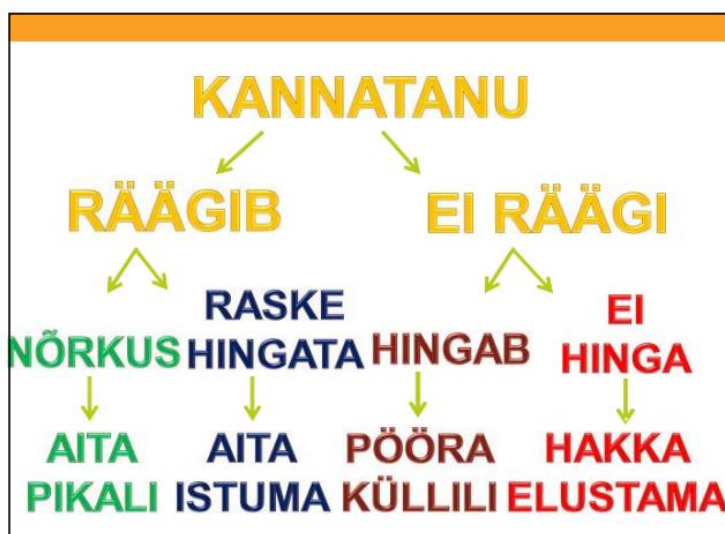 KANNATANU
RÄÄGIB
EI RÄÄGI
NÕRKUS
RASKE
HINGATA
HINGAB
EI
HINGA
AITA
PIKALI
AITA
ISTUMA
PÖÖRA
KÜLLILI
HAKKA
ELUSTAMA